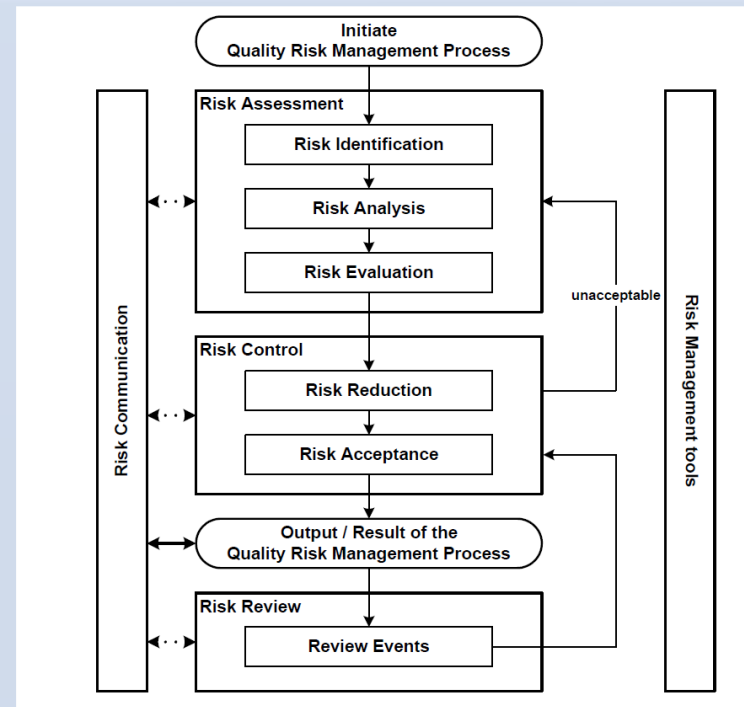 Initiate
Quality Risk Management Process
Risk Assessment
Risk Identification
Risk Analysis
Risk Evaluation
unacceptable
Risk Communication
Risk Management tools
Risk Control
Risk Reduction
Risk Acceptance
Output / Result of the
Quality Risk Management Process
Risk Review
Review Events